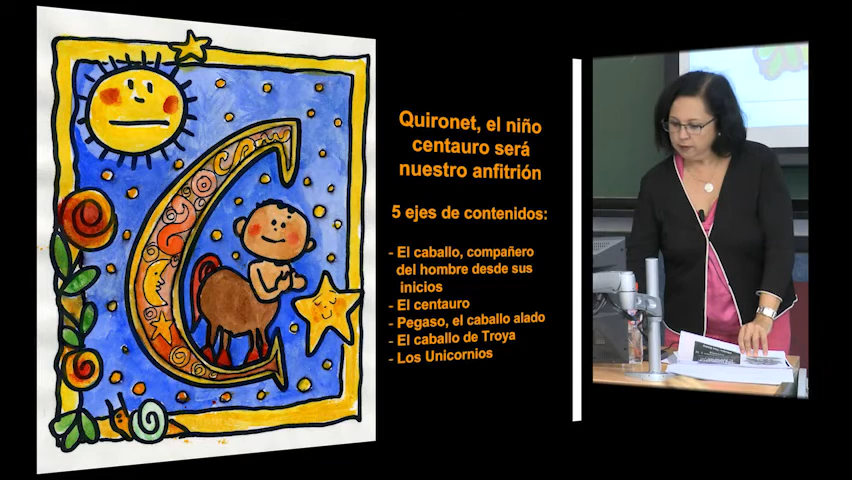 Quironet, el niño
centauro será
nuestro anfitrión
5 ejes de contenidos:
- El caballo, compañero
del hombre desde sus
inicios
- El centauro
- Pegaso, el caballo alado
- El caballo de Troya
- Los Unicornios